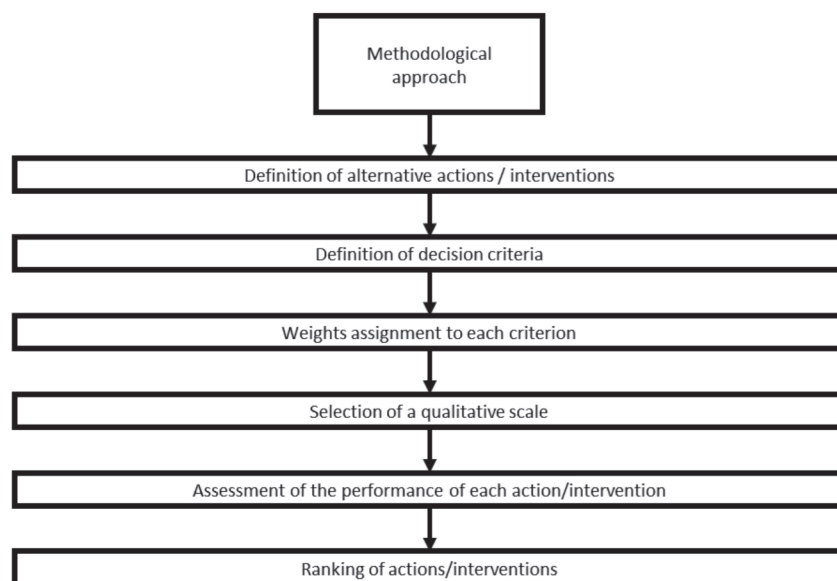 Methodological
approach
Definition of alternative actions / interventions
Definition of decision criteria
Weights assignment to each criterion
Selection of a qualitative scale
Assessment of the performance of each action/intervention
Ranking of actions/interventions